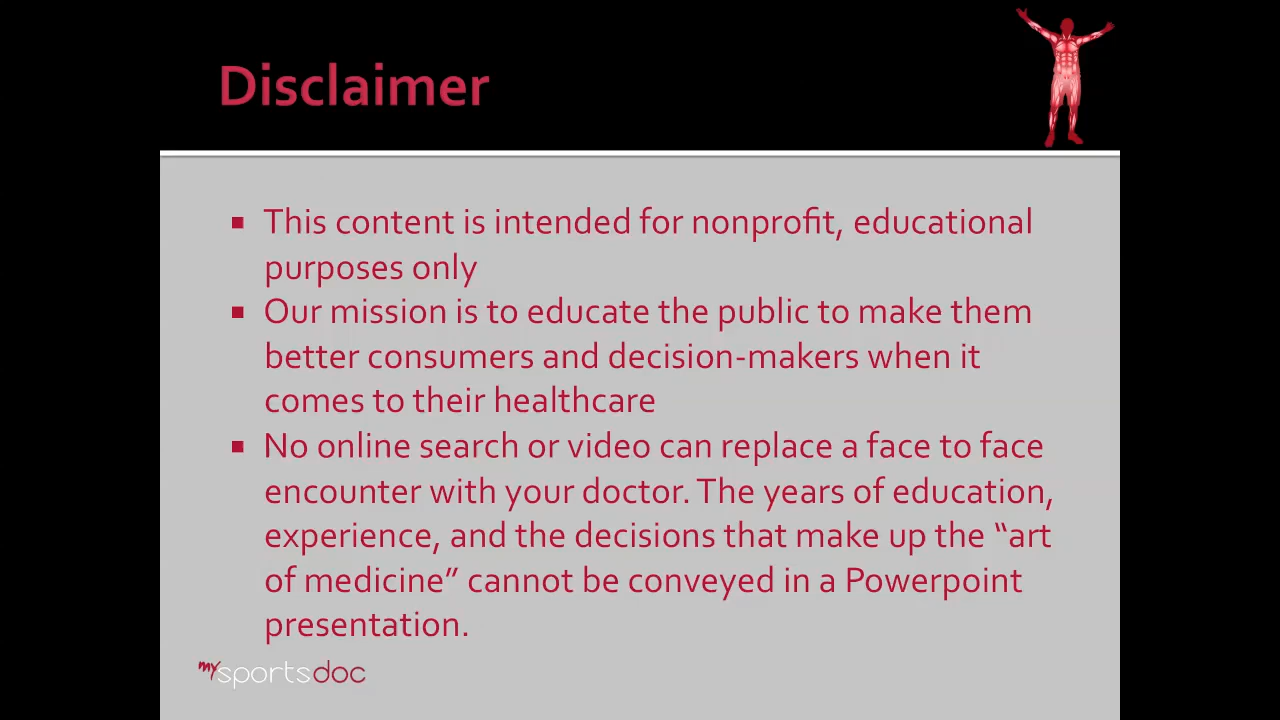 Disclaimer
▪ This content is intended for nonprofit, educational
purposes only
▪ Our mission is to educate the public to make them
better consumers and decision-makers when it
comes to their healthcare
▪ No online search or video can replace a face to face
encounter with your doctor. The years of education,
experience, and the decisions that make up the “art
of medicine” cannot be conveyed in a Powerpoint
presentation.
mysportsdoc